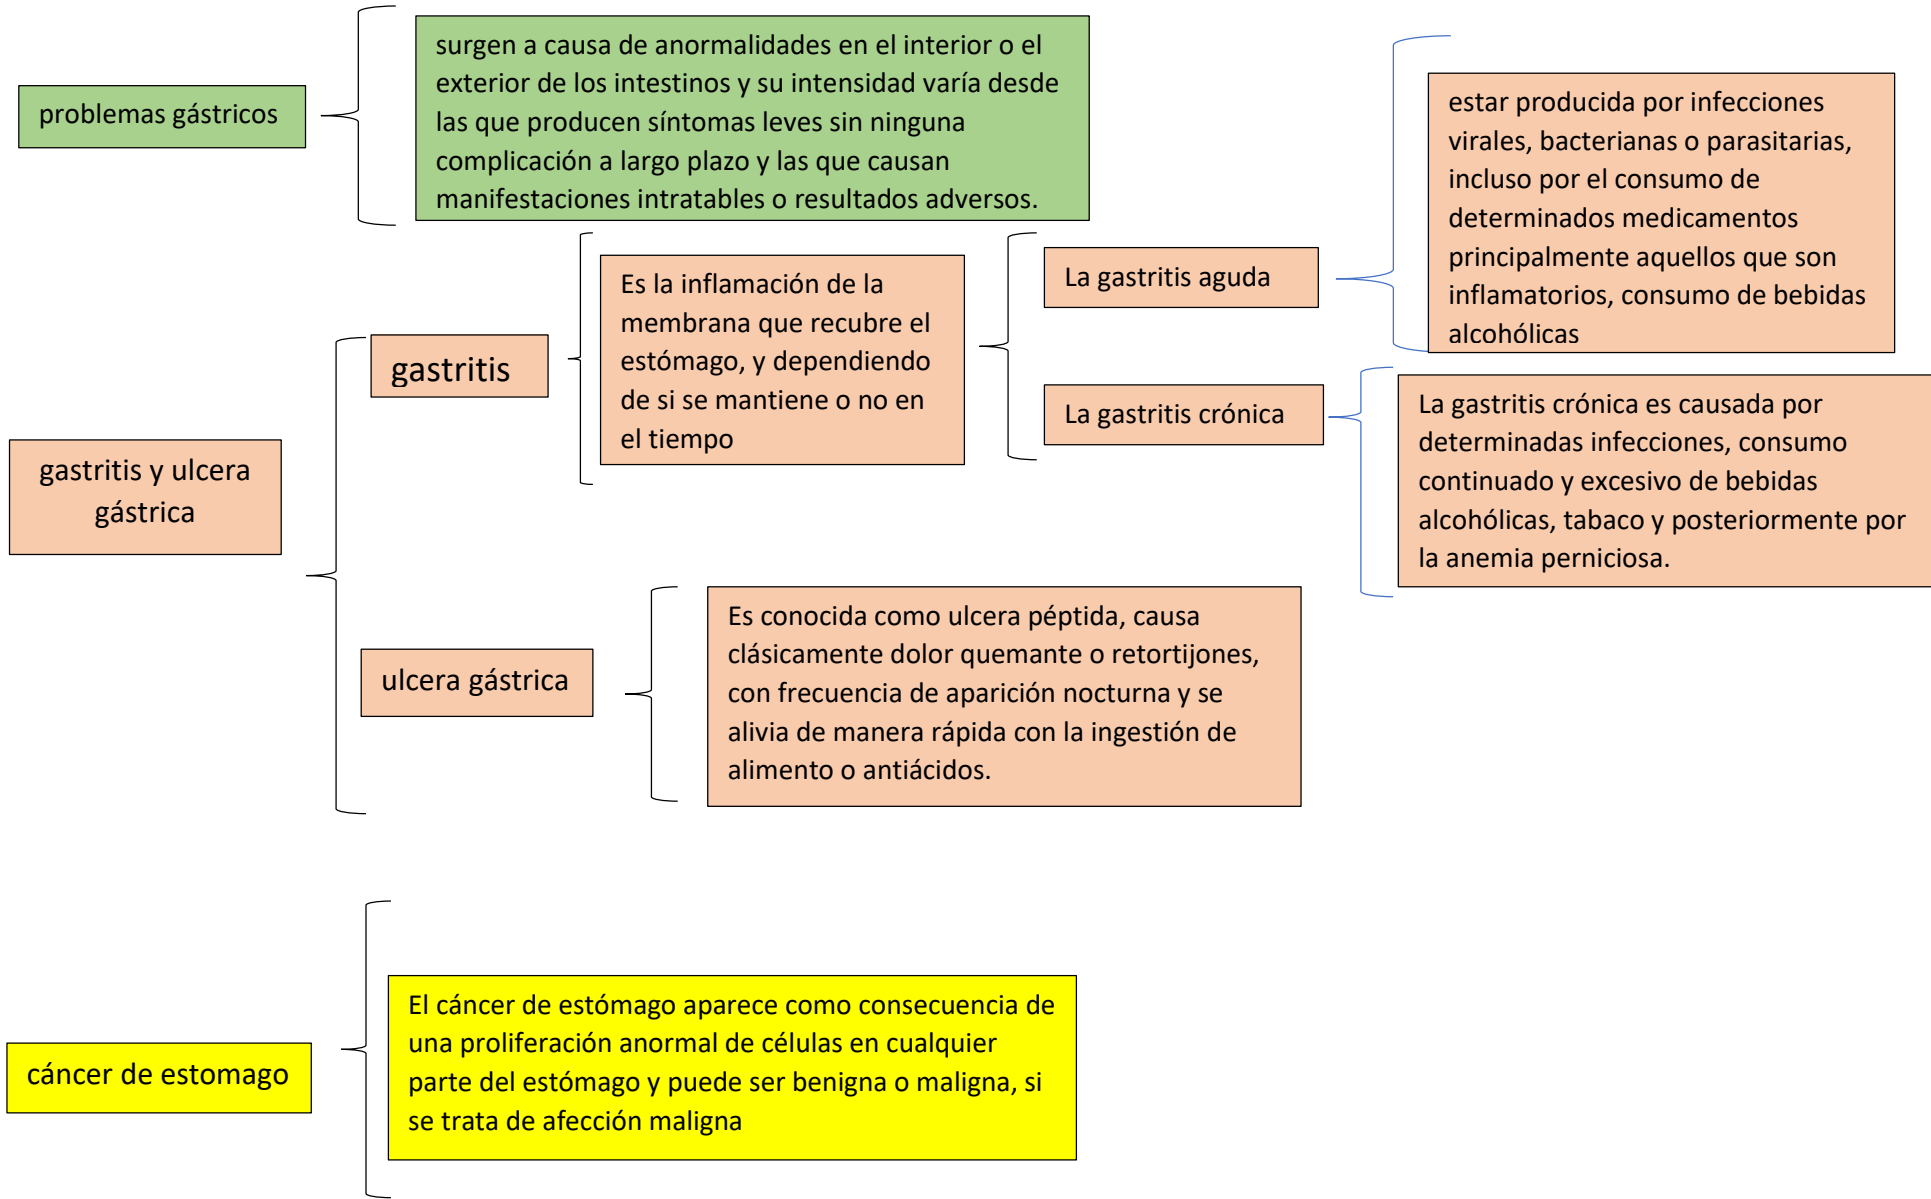 problemas gástricos
surgen a causa de anormalidades en el interior o el
exterior de los intestinos y su intensidad varía desde
las que producen síntomas leves sin ninguna
complicación a largo plazo y las que causan
manifestaciones intratables o resultados adversos.
gastritis y ulcera
gástrica
gastritis
Es la inflamación de la
membrana que recubre el
estómago, y dependiendo
de si se mantiene o no en
el tiempo
La gastritis aguda
estar producida por infecciones
virales, bacterianas o parasitarias,
incluso por el consumo de
determinados medicamentos
principalmente aquellos que son
inflamatorios, consumo de bebidas
alcohólicas
La gastritis crónica
La gastritis crónica es causada por
determinadas infecciones, consumo
continuado y excesivo de bebidas
alcohólicas, tabaco y posteriormente por
la anemia perniciosa.
ulcera gástrica
Es conocida como ulcera péptida, causa
clásicamente dolor quemante o retortijones,
con frecuencia de aparición nocturna y se
alivia de manera rápida con la ingestión de
alimento o antiácidos.
cáncer de estomago
El cáncer de estómago aparece como consecuencia de
una proliferación anormal de células en cualquier
parte del estómago y puede ser benigna o maligna, si
se trata de afección maligna